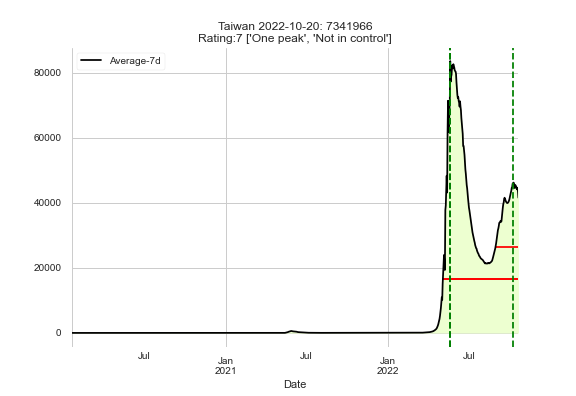 Taiwan 2022-10-20: 7341966
Rating:7 ['One peak', 'Not in control']
Average-7d
80000
60000
40000
20000
0
Jul
Jan
2021
Jul
Jan
2022
Jul
Date